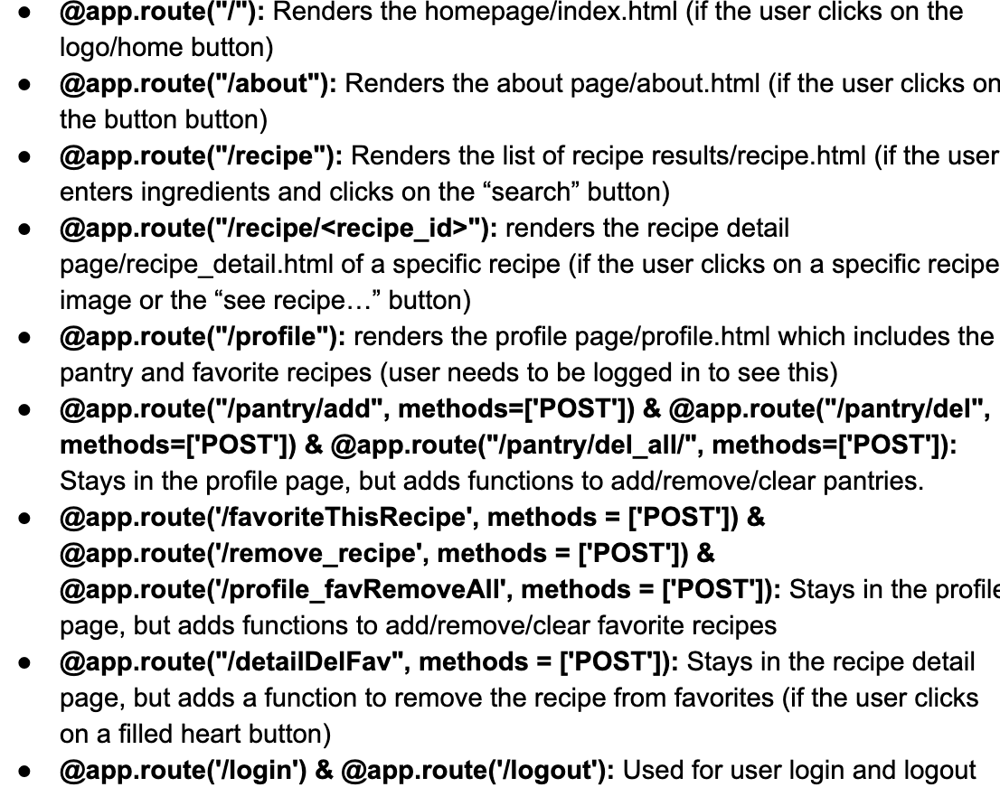 ● @app.route("/"): Renders the homepage/index.html (if the user clicks on the
logo/home button)
● @app.route("/about"): Renders the about page/about.html (if the user clicks on
the button button)
● @app.route("/recipe"): Renders the list of recipe results/recipe.html (if the user
enters ingredients and clicks on the “search” button)
● @app.route("/recipe/<recipe_id>"): renders the recipe detail
page/recipe_detail.html of a specific recipe (if the user clicks on a specific recipe
image or the “see recipe…” button)
● @app.route("/profile"): renders the profile page/profile.html which includes the
pantry and favorite recipes (user needs to be logged in to see this)
● @app.route("/pantry/add", methods=['POST']) & @app.route("/pantry/del",
methods=['POST']) & @app.route("/pantry/del_all/", methods=['POST']):
Stays in the profile page, but adds functions to add/remove/clear pantries.
● @app.route('/favoriteThisRecipe', methods = ['POST']) &
@app.route('/remove_recipe', methods = ['POST']) &
@app.route('/profile_favRemoveAll', methods = ['POST']): Stays in the profile
page, but adds functions to add/remove/clear favorite recipes
● @app.route("/detailDelFav", methods = ['POST']): Stays in the recipe detail
page, but adds a function to remove the recipe from favorites (if the user clicks
on a filled heart button)
● @app.route('/login') & @app.route('/logout'): Used for user login and logout